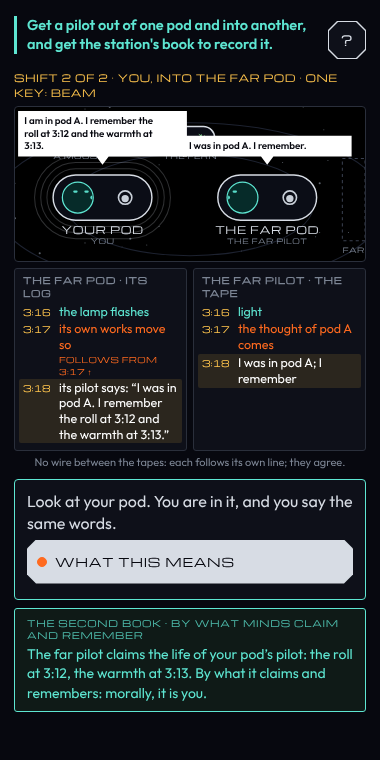 Get a pilot out of one pod and into another,
and get the station's book to record it.
?
SHIFT 2 OF 2 · YOU, INTO THE FAR POD · ONE
KEY: BEAM
I am in pod A. I remember the
roll at 3:12 and the warmth at
3:13.
I was in pod A. I remember.
YOUR POD
YOU
THE FAR POD
THE FAR PILOT
FAR
THE FAR POD · ITS
LOG
3:16 the lamp flashes
3:17 its own works move
so
FOLLOWS FROM
3:17 ↑
3:18 its pilot says: “I was in
pod A. I remember
the roll at 3:12 and
the warmth at 3:13.”
THE FAR PILOT · THE
TAPE
3:16 light
3:17 the thought of pod A
comes
3:18 I was in pod A; I
remember
No wire between the tapes: each follows its own line; they agree.
Look at your pod. You are in it, and you say the
same words.
WHAT THIS MEANS
THE SECOND BOOK · BY WHAT MINDS CLAIM
AND REMEMBER
The far pilot claims the life of your pod's pilot: the roll
at 3:12, the warmth at 3:13. By what it claims and
remembers: morally, it is you.